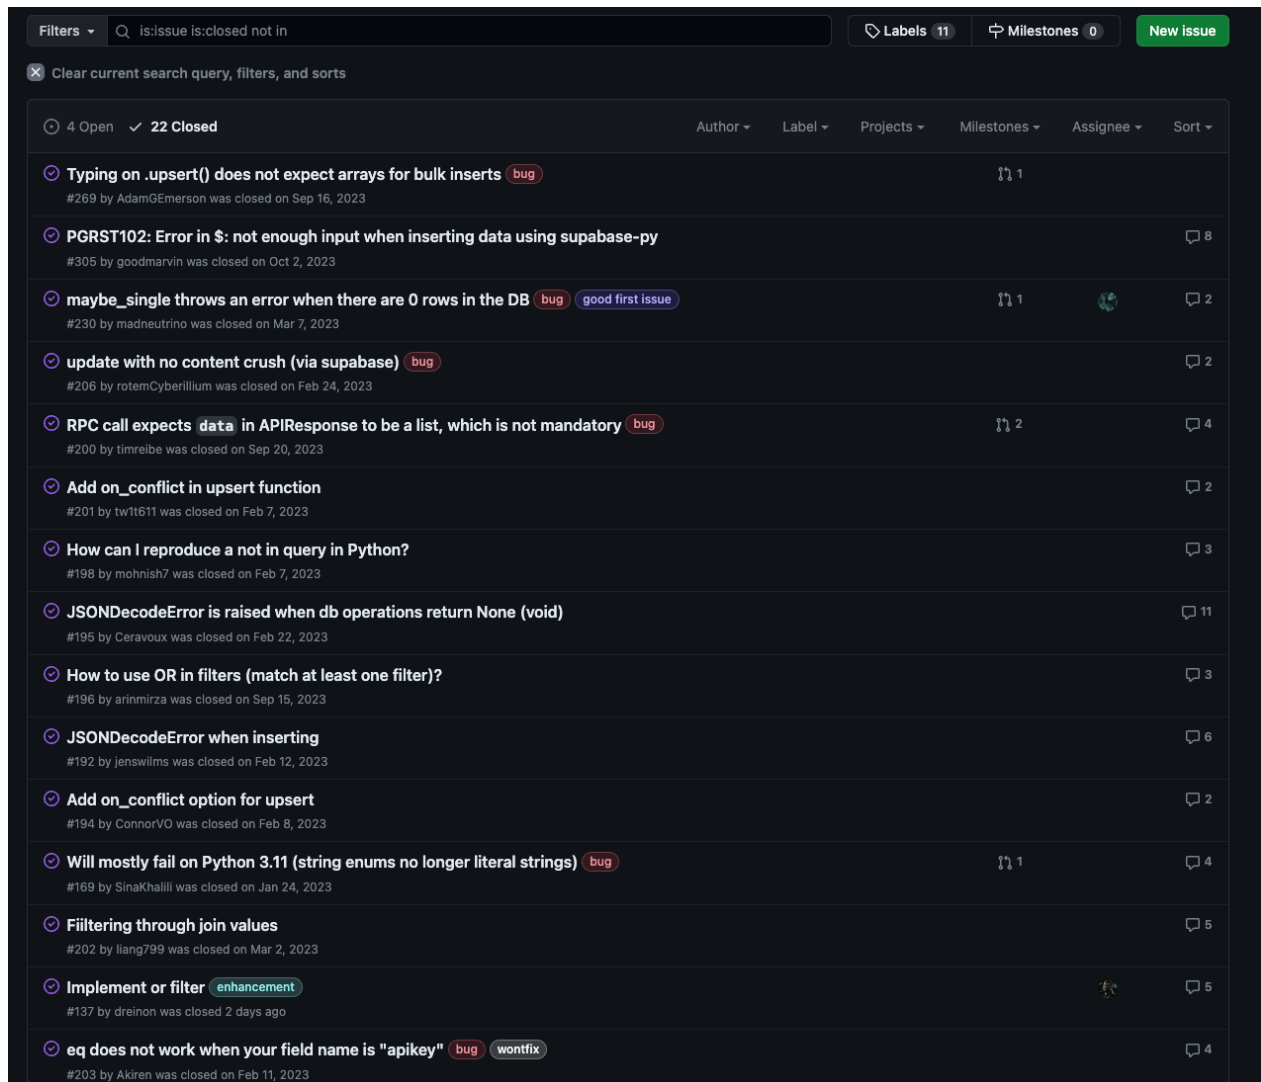 Filters is:issue is:closed not in Labels 11 Milestones 0 New issue
Clear current search query, filters, and sorts
4 Open 22 Closed Author Label Projects Milestones Assignee Sort
Typing on .upsert() does not expect arrays for bulk inserts bug 1
#269 by AdamGEmerson was closed on Sep 16, 2023
PGRST102: Error in $: not enough input when inserting data using supabase-py 8
#305 by goodmarvin was closed on Oct 2, 2023
maybe_single throws an error when there are 0 rows in the DB bug good first issue 1 2
#230 by madneutrino was closed on Mar 7, 2023
update with no content crush (via supabase) bug 2
#206 by rotemCyberillium was closed on Feb 24, 2023
RPC call expects data in APIResponse to be a list, which is not mandatory bug 2 4
#200 by timreibe was closed on Sep 20, 2023
Add on_conflict in upsert function 2
#201 by tw1t611 was closed on Feb 7, 2023
How can I reproduce a not in query in Python? 3
#198 by mohnish7 was closed on Feb 7, 2023
JSONDecodeError is raised when db operations return None (void) 11
#195 by Ceravoux was closed on Feb 22, 2023
How to use OR in filters (match at least one filter)? 3
#196 by arinmirza was closed on Sep 15, 2023
JSONDecodeError when inserting 6
#192 by jenswilms was closed on Feb 12, 2023
Add on_conflict option for upsert 2
#194 by ConnorVO was closed on Feb 8, 2023
Will mostly fail on Python 3.11 (string enums no longer literal strings) bug 1 4
#169 by SinaKhalili was closed on Jan 24, 2023
Fiiltering through join values 5
#202 by liang799 was closed on Mar 2, 2023
Implement or filter enhancement 5
#137 by dreinon was closed 2 days ago
eq does not work when your field name is "apikey" bug wontfix 4
#203 by Akiren was closed on Feb 11, 2023